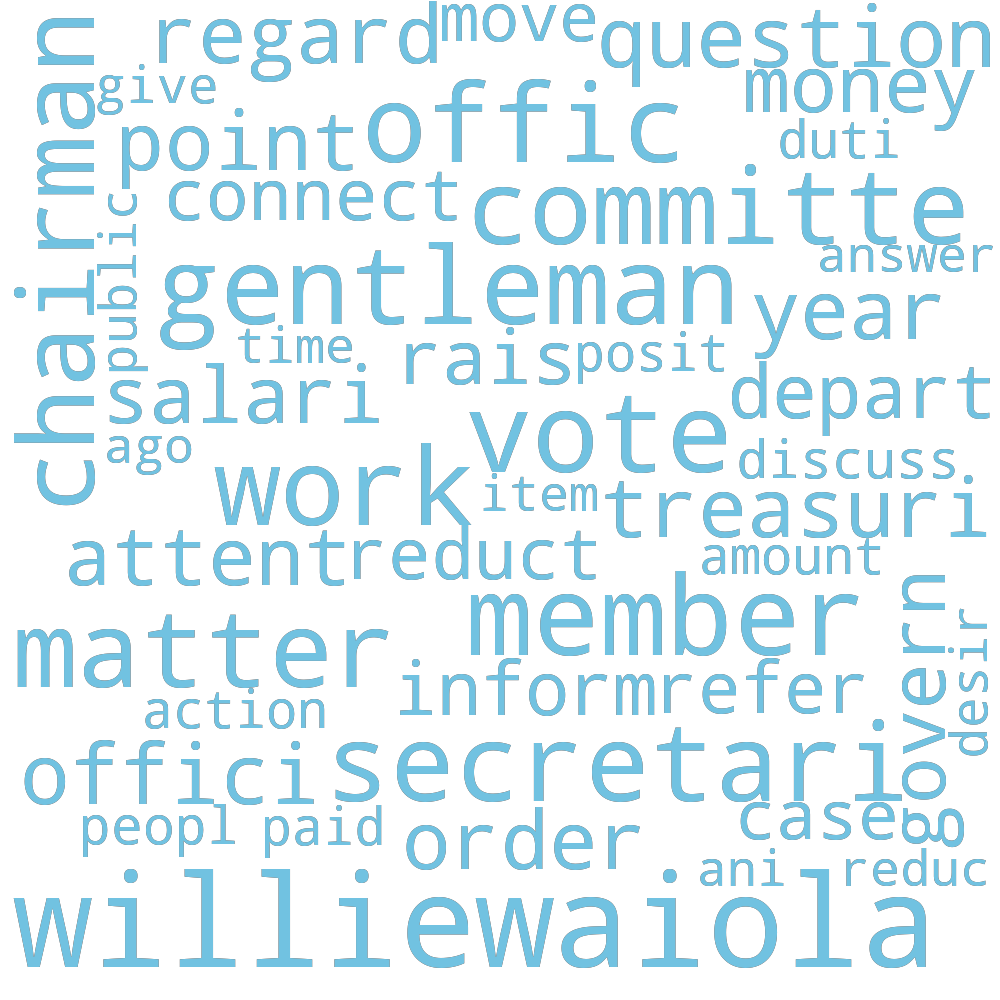 regard
move
question
chairman
give
money
point
offic
duti
connect
committe
public
answer
gentleman
year
time
rais
posit
salari
depart
vote
ago
discuss
work
item
treasuri
attent
reduct
amount
member
govern
matter
desir
inform
refer
action
offici
secretari
peopl
paid
order
case
ani
reduc
williewaiola